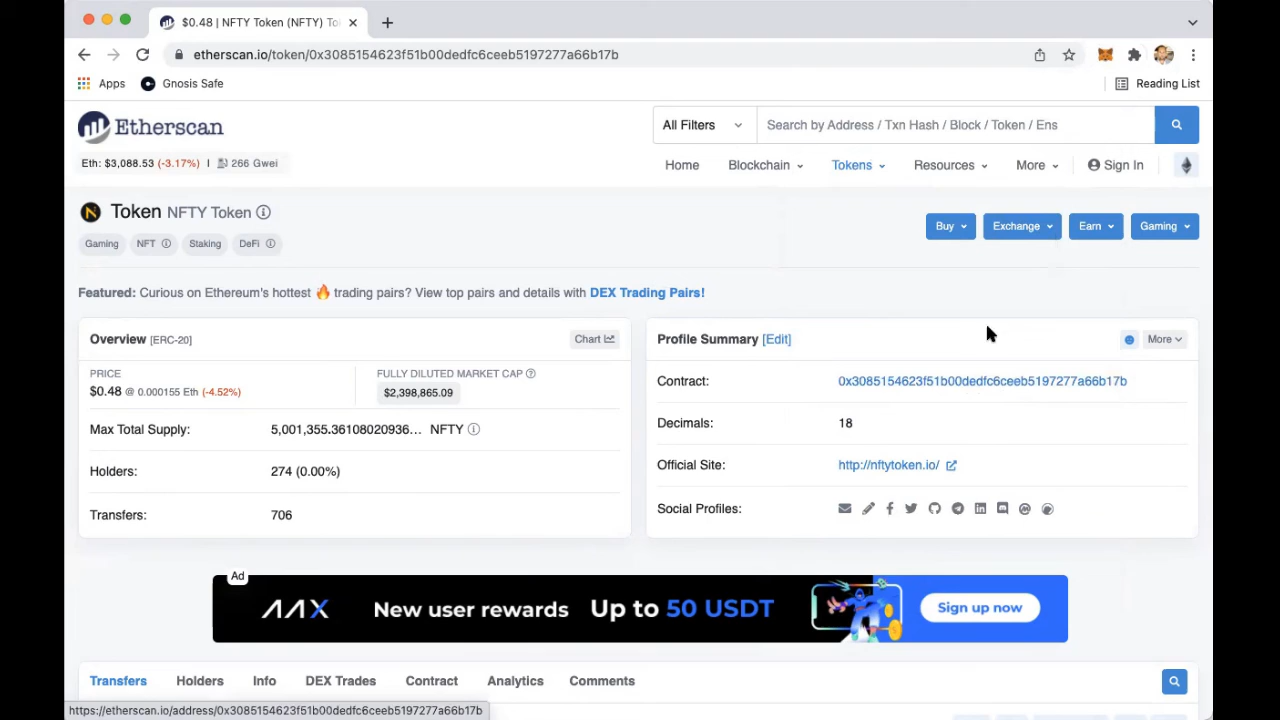 $0.48 | NFTY Token (NFTY) To
etherscan.io/token/0x3085154623f51b00dedfc6ceeb5197277a66b17b
Apps
Gnosis Safe
Reading List
Etherscan
All Filters
Search by Address / Txn Hash / Block / Token / Ens
Eth: $3,088.53 (-3.17%) | 266 Gwei
Home Blockchain Tokens Resources More Sign In
Token NFTY Token
Buy Exchange Earn Gaming
Gaming NFT Staking DeFi
Featured: Curious on Ethereum's hottest 🔥 trading pairs? View top pairs and details with DEX Trading Pairs!
Overview [ERC-20]
Chart
PRICE
$0.48 @ 0.000155 Eth (-4.52%)
FULLY DILUTED MARKET CAP
$2,398,865.09
Max Total Supply: 5,001,355.36108020936... NFTY
Holders: 274 (0.00%)
Transfers: 706
Profile Summary [Edit]
More
Contract: 0x3085154623f51b00dedfc6ceeb5197277a66b17b
Decimals: 18
Official Site: http://nftytoken.io/
Social Profiles:
Ad
AAX New user rewards Up to 50 USDT Sign up now
Transfers Holders Info DEX Trades Contract Analytics Comments
https://etherscan.io/address/0x3085154623f51b00dedfc6ceeb5197277a66b17b